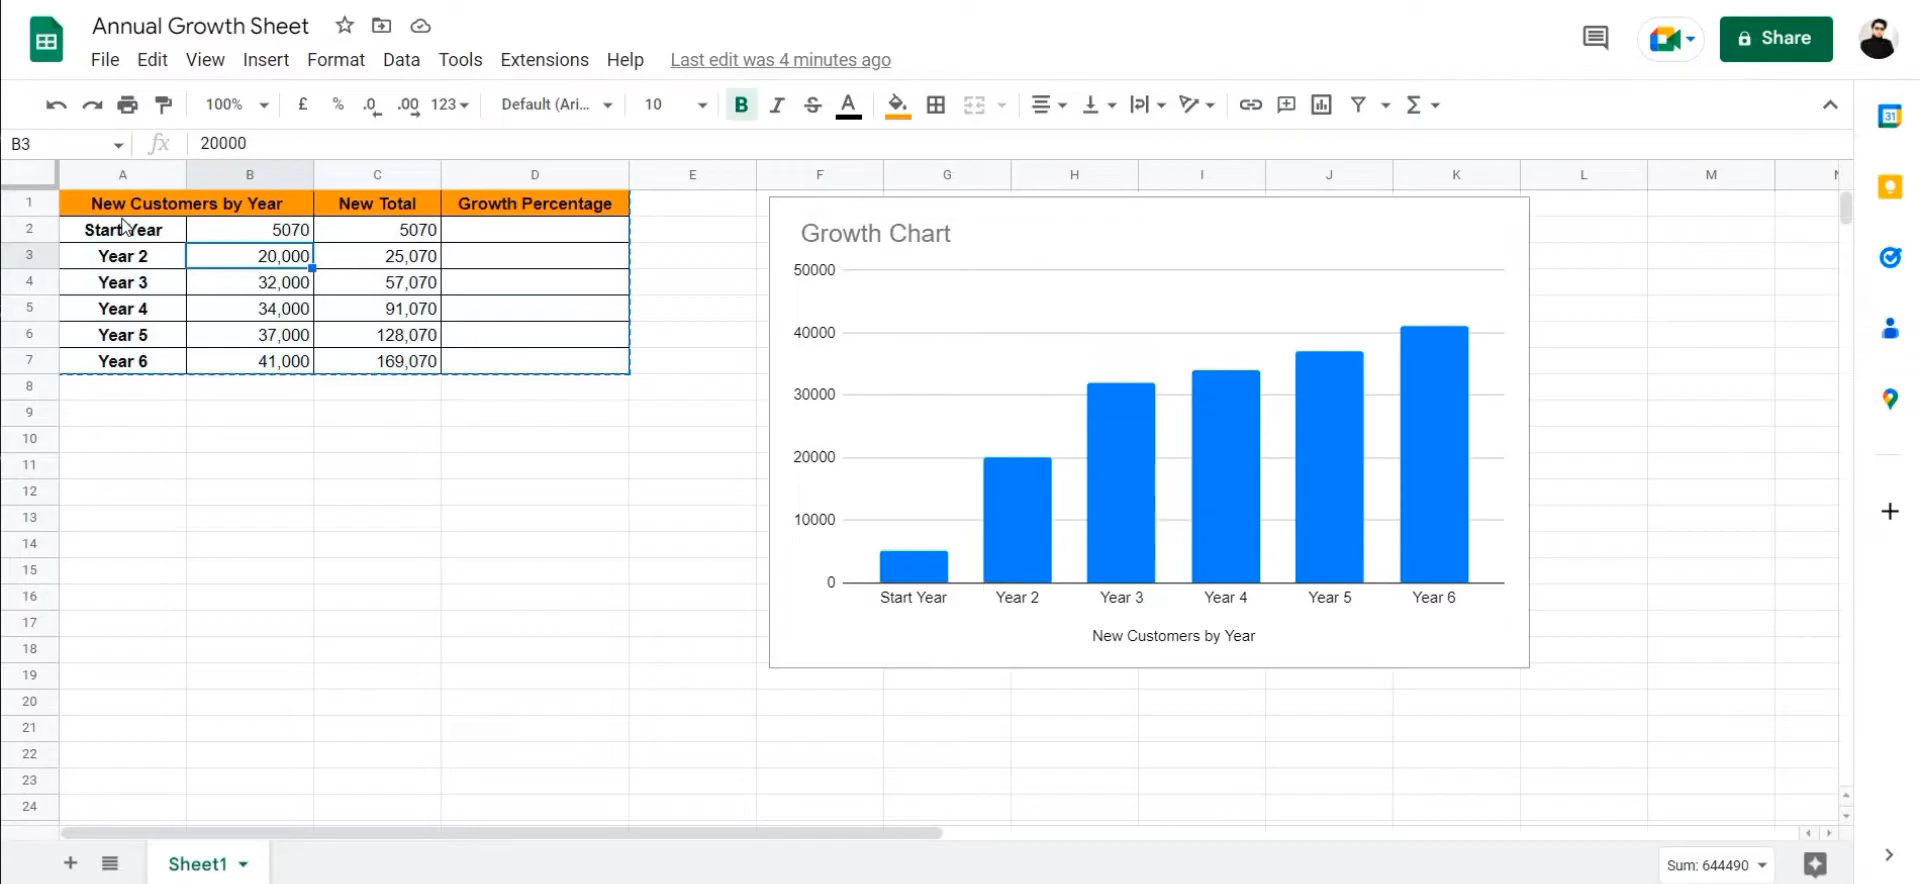 Annual Growth Sheet
File Edit View Insert Format Data Tools Extensions Help Last edit was 4 minutes ago
Share
100% £ % .0 .00 123 Default (Ari... 10 B I S A Σ
B3 fx 20000
31
A B C D E F G H I J K L M
1 New Customers by Year New Total Growth Percentage
2 Start Year 5070 5070
3 Year 2 20,000 25,070
4 Year 3 32,000 57,070
5 Year 4 34,000 91,070
6 Year 5 37,000 128,070
7 Year 6 41,000 169,070
8
9
10
11
12
13
14
15
16
17
18
19
20
21
22
23
24
Growth Chart
50000
40000
30000
20000
10000
0
Start Year Year 2 Year 3 Year 4 Year 5 Year 6
New Customers by Year
Sheet1
Sum: 644490